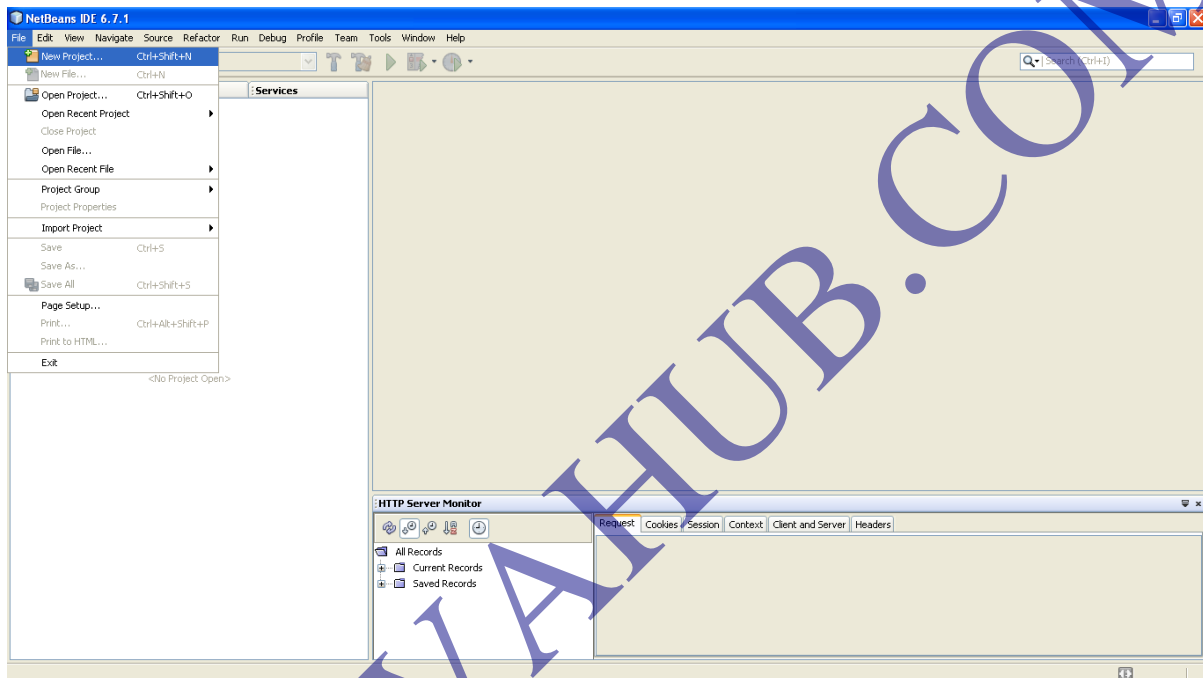 NetBeans IDE 6.7.1
File Edit View Navigate Source Refactor Run Debug Profile Team Tools Window Help
New Project... Ctrl+Shift+N
New File... Ctrl+N
Open Project... Ctrl+Shift+O
Open Recent Project
Close Project
Open File...
Open Recent File
Project Group
Project Properties
Import Project
Save Ctrl+S
Save As...
Save All Ctrl+Shift+S
Page Setup...
Print... Ctrl+Alt+Shift+P
Print to HTML...
Exit
Search (Ctrl+I)
Services
<No Project Open>
HTTP Server Monitor
Request Cookies Session Context Client and Server Headers
All Records
Current Records
Saved Records
VAHUB.COM